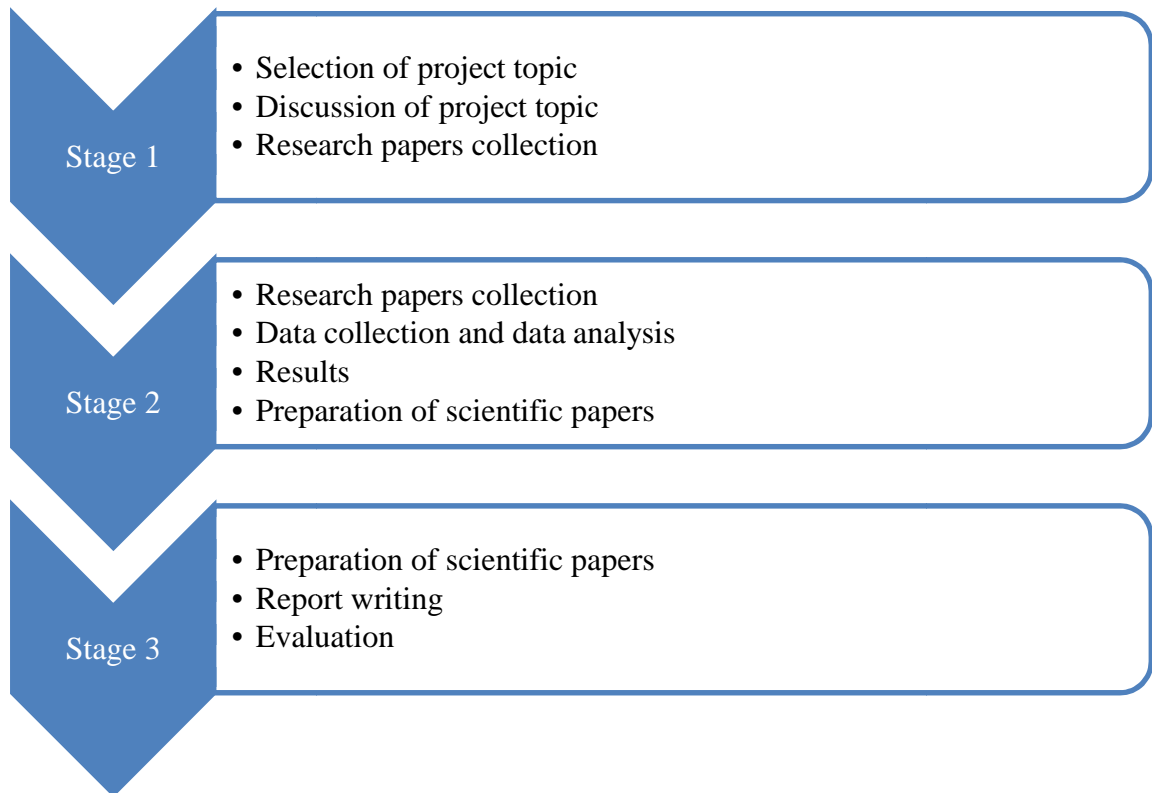 Stage 1
• Selection of project topic
• Discussion of project topic
• Research papers collection
Stage 2
• Research papers collection
• Data collection and data analysis
• Results
• Preparation of scientific papers
Stage 3
• Preparation of scientific papers
• Report writing
• Evaluation